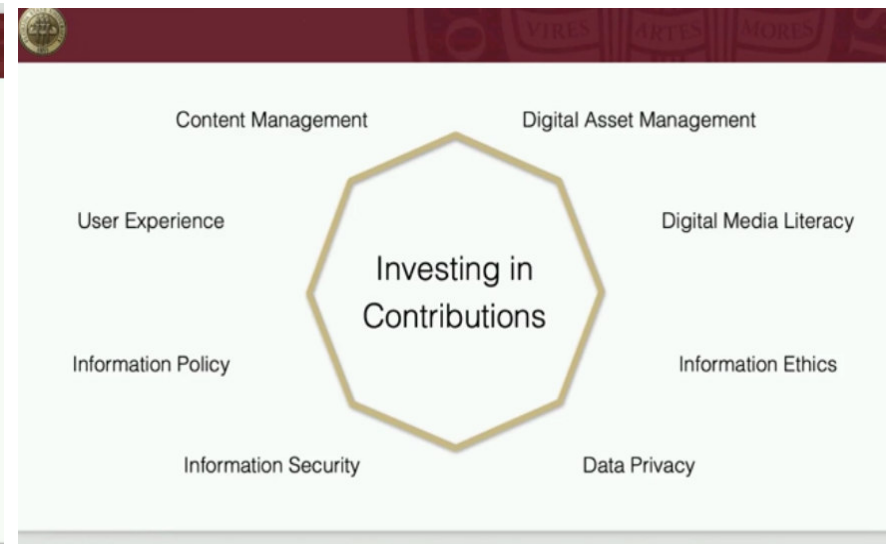 VIRES ARTES MORES
Content Management
Digital Asset Management
User Experience
Digital Media Literacy
Investing in
Contributions
Information Policy
Information Ethics
Information Security
Data Privacy